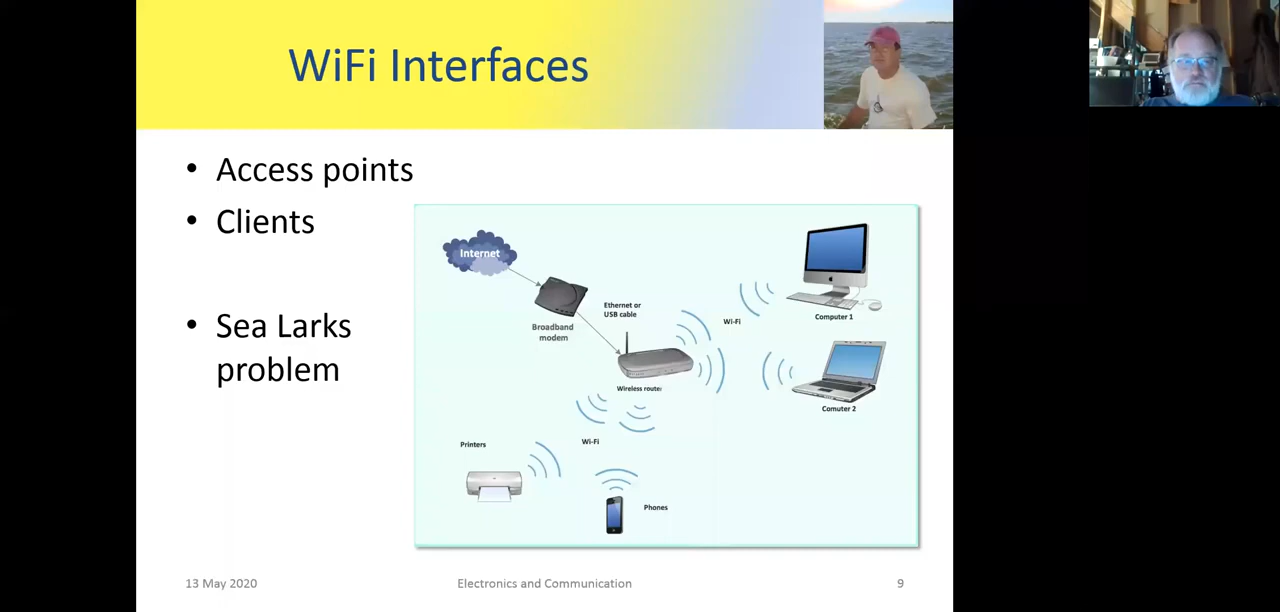 WiFi Interfaces
• Access points
• Clients
• Sea Larks
problem
Internet
Broadband
modem
Ethernet or
USB cable
Wireless router
Wi-Fi
Computer 1
Comuter 2
Wi-Fi
Printers
Phones
13 May 2020
Electronics and Communication
9